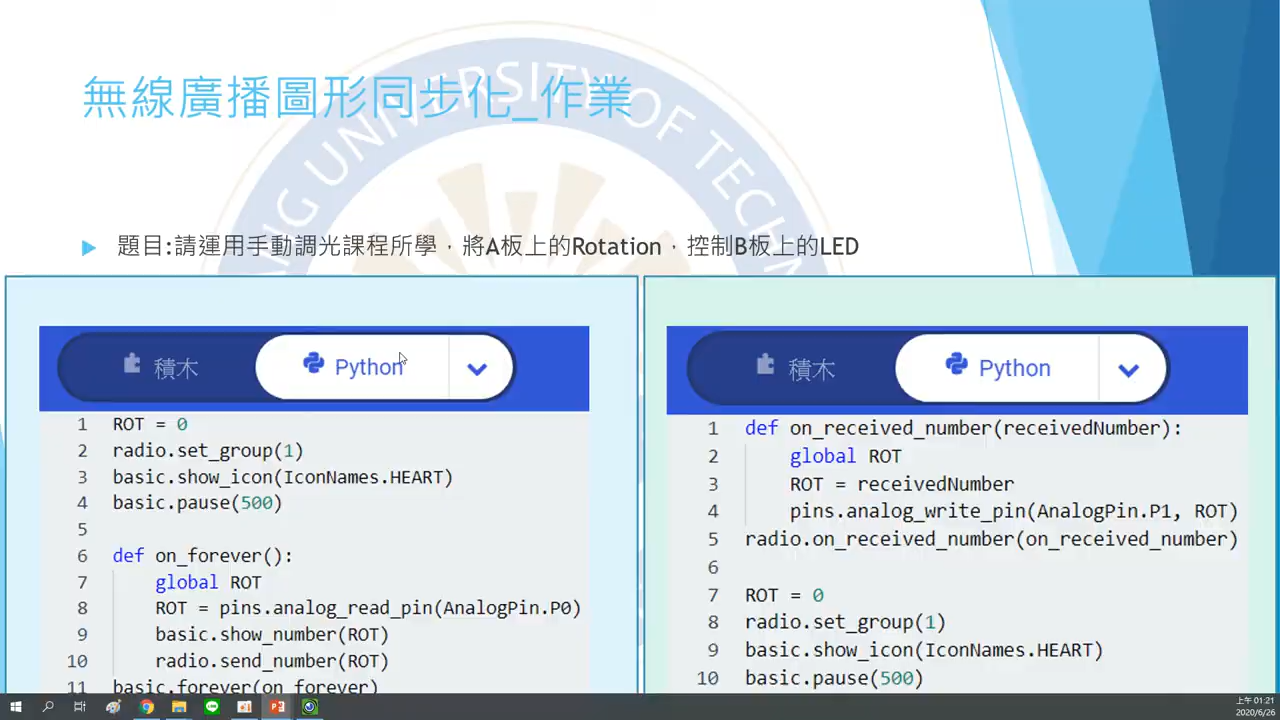 無線廣播圖形同步化_作業
題目:請運用手動調光課程所學，將A板上的Rotation，控制B板上的LED
積木 Python
1 ROT = 0
2 radio.set_group(1)
3 basic.show_icon(IconNames.HEART)
4 basic.pause(500)
5
6 def on_forever():
7 global ROT
8 ROT = pins.analog_read_pin(AnalogPin.P0)
9 basic.show_number(ROT)
10 radio.send_number(ROT)
11 basic.forever(on_forever)
積木 Python
1 def on_received_number(receivedNumber):
2 global ROT
3 ROT = receivedNumber
4 pins.analog_write_pin(AnalogPin.P1, ROT)
5 radio.on_received_number(on_received_number)
6
7 ROT = 0
8 radio.set_group(1)
9 basic.show_icon(IconNames.HEART)
10 basic.pause(500)
UNIVERSITY OF TECH
上午 01:21
2020/6/26